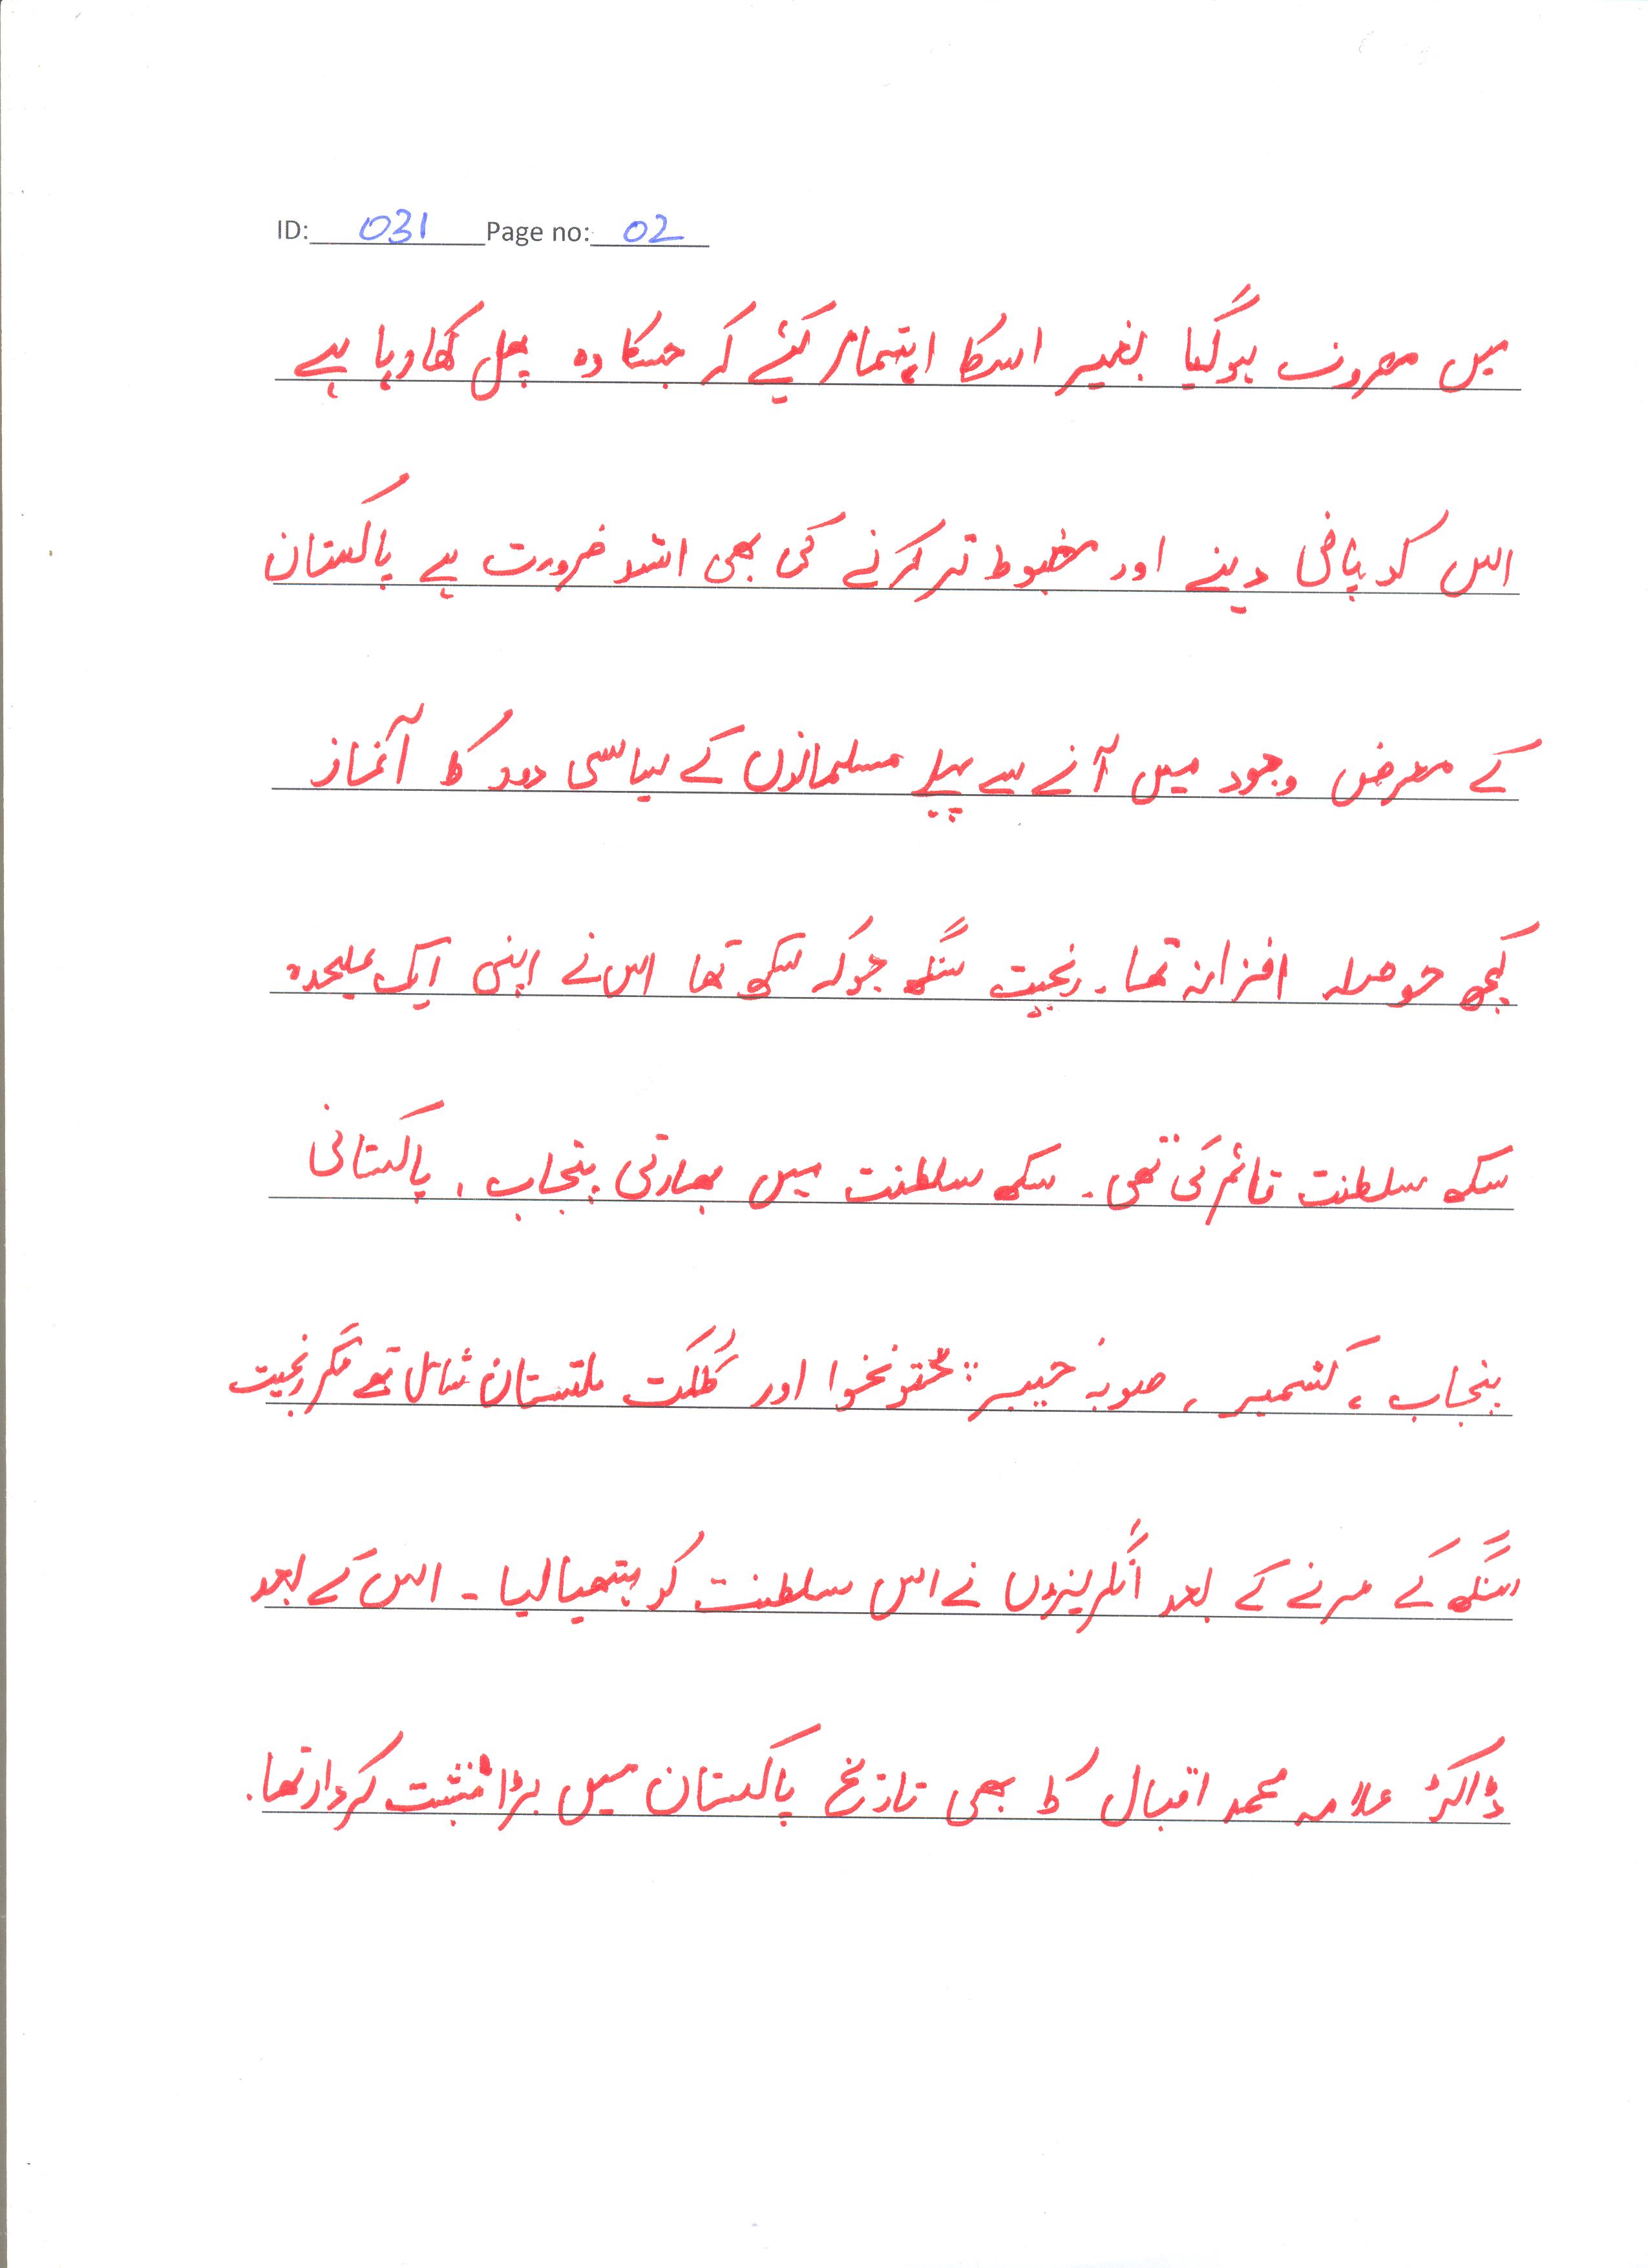 ID: 031 Page no: 02
میں مصروف ہوگیا بغیر اسکا اہتمام کئے کہ جسکا وہ پھل کھا رہا ہے
اس کو پانی دینے اور مضبوط تر کرنے کی بھی اشد ضرورت ہے پاکستان
کے معرض وجود میں آنے سے پہلے مسلمانوں کے سیاسی دور کا آغاز
کچھ حوصلہ افزا نہ تھا۔ رنجیت سنگھ جو کہ سکھ تھا اس نے اپنی ایک علیحدہ
سکھ سلطنت قائم کی تھی۔ سکھ سلطنت میں بھارتی پنجاب، پاکستانی
پنجاب، کشمیر، صوبہ خیبر پختونخوا اور گلگت بلتستان شامل تھے مگر رنجیت
سنگھ کے مرنے کے بعد انگریزوں نے اس سلطنت کو ہتھیا لیا۔ اس کے بعد
ڈاکٹر علامہ محمد اقبال کا بھی تاریخ پاکستان میں بڑا مثبت کردار تھا۔